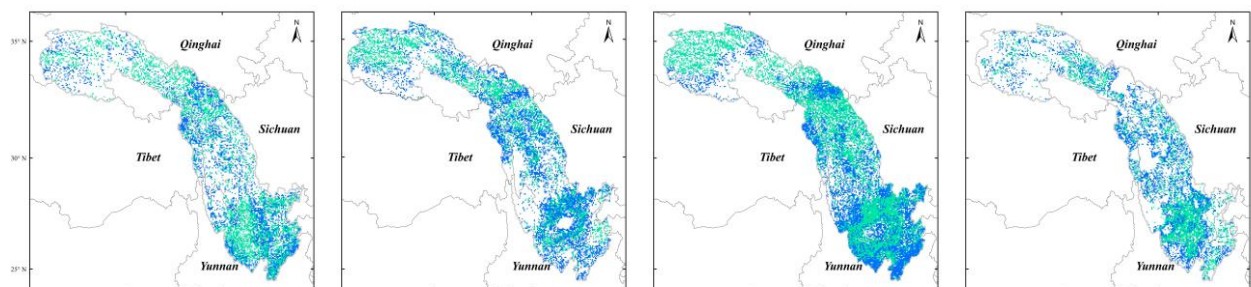 35° N
Qinghai
N
Sichuan
30° N
Tibet
25° N
Yunnan
Qinghai
N
Sichuan
Tibet
Yunnan
Qinghai
N
Sichuan
Tibet
Yunnan
Qinghai
N
Sichuan
Tibet
Yunnan